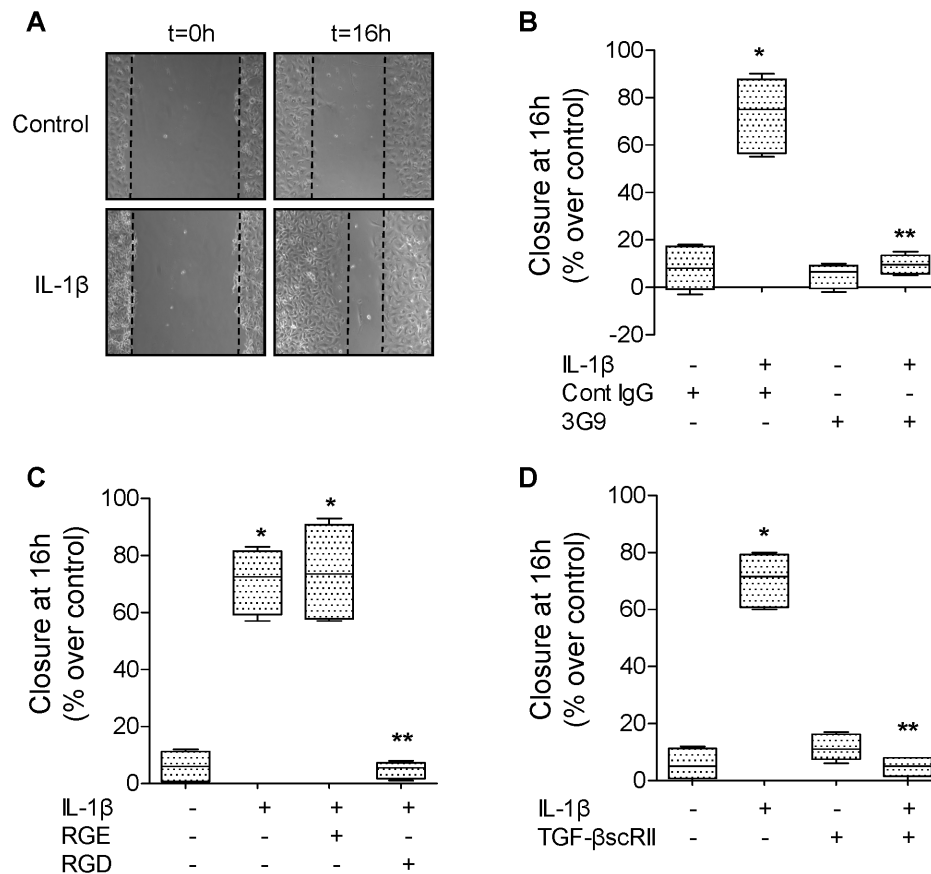 A
t=0h t=16h
Control
IL-1β
B
Closure at 16h
(% over control)
100
80
60
40
20
0
-20
*
**
IL-1β - + - +
Cont IgG + + - -
3G9 - - + +
C
Closure at 16h
(% over control)
100
80
60
40
20
0
*
*
**
IL-1β - + + +
RGE - - + -
RGD - - - +
D
Closure at 16h
(% over control)
100
80
60
40
20
0
*
**
IL-1β - + - +
TGF-βscRII - - + +